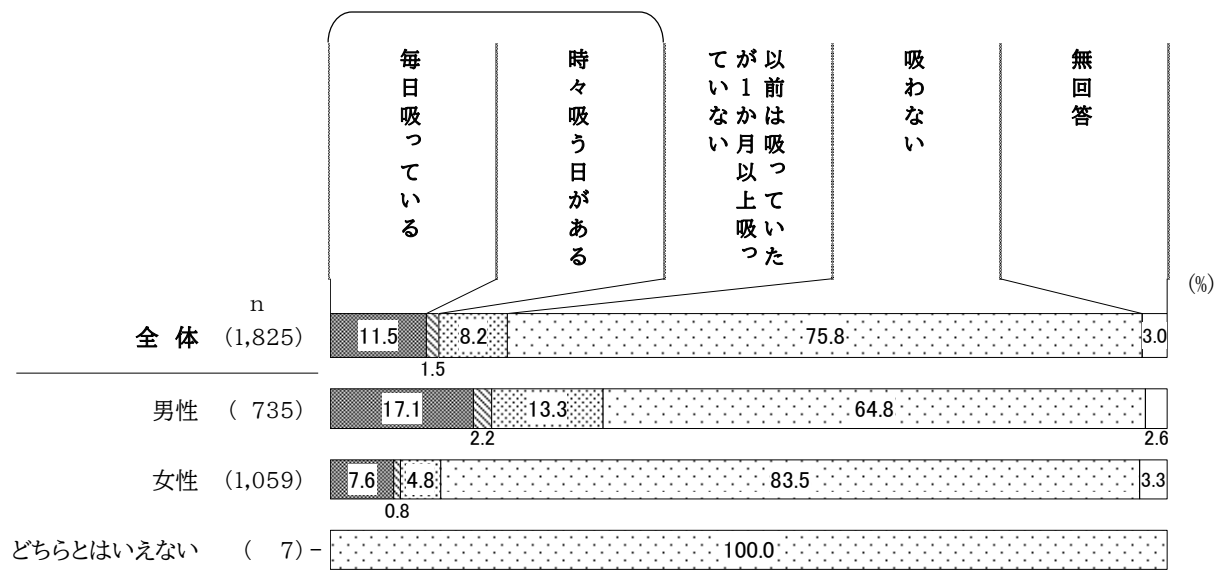 毎日吸っている
時々吸う日がある
以前は吸っていた
が1か月以上吸っ
ていない
吸わない
無回答
(%)
n
全 体 (1,825) 11.5 1.5 8.2 75.8 3.0
男性 ( 735) 17.1 2.2 13.3 64.8 2.6
女性 (1,059) 7.6 0.8 4.8 83.5 3.3
どちらとはいえない ( 7) - 100.0